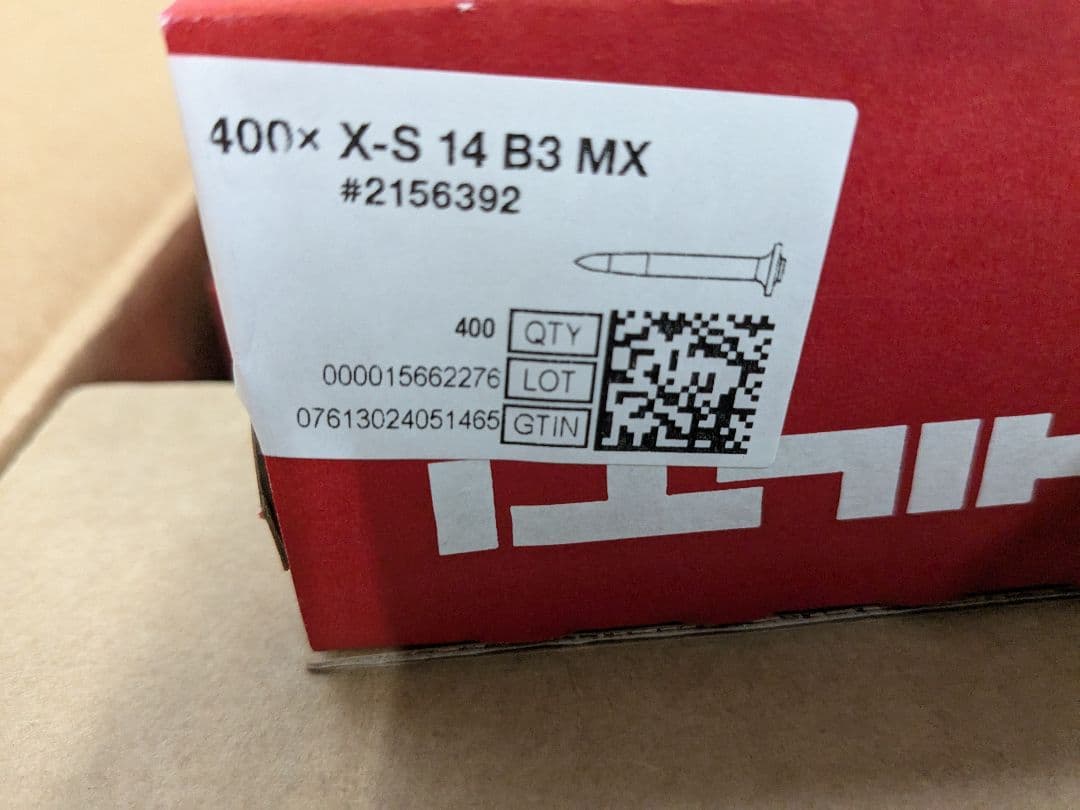 400× X-S 14 B3 MX
#2156392
400 QTY
000015662276 LOT
07613024051465 GTIN